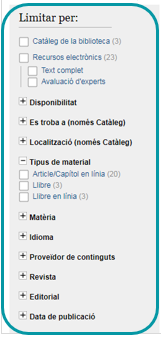 Limitar per:
Catàleg de la biblioteca (3)
Recursos electrònics (23)
Text complet
Avaluació d'experts
Disponibilitat
Es troba a (només Catàleg)
Localització (només Catàleg)
Tipus de material
Article/Capítol en línia (20)
Llibre (3)
Llibre en línia (3)
Matèria
Idioma
Proveïdor de continguts
Revista
Editorial
Data de publicació